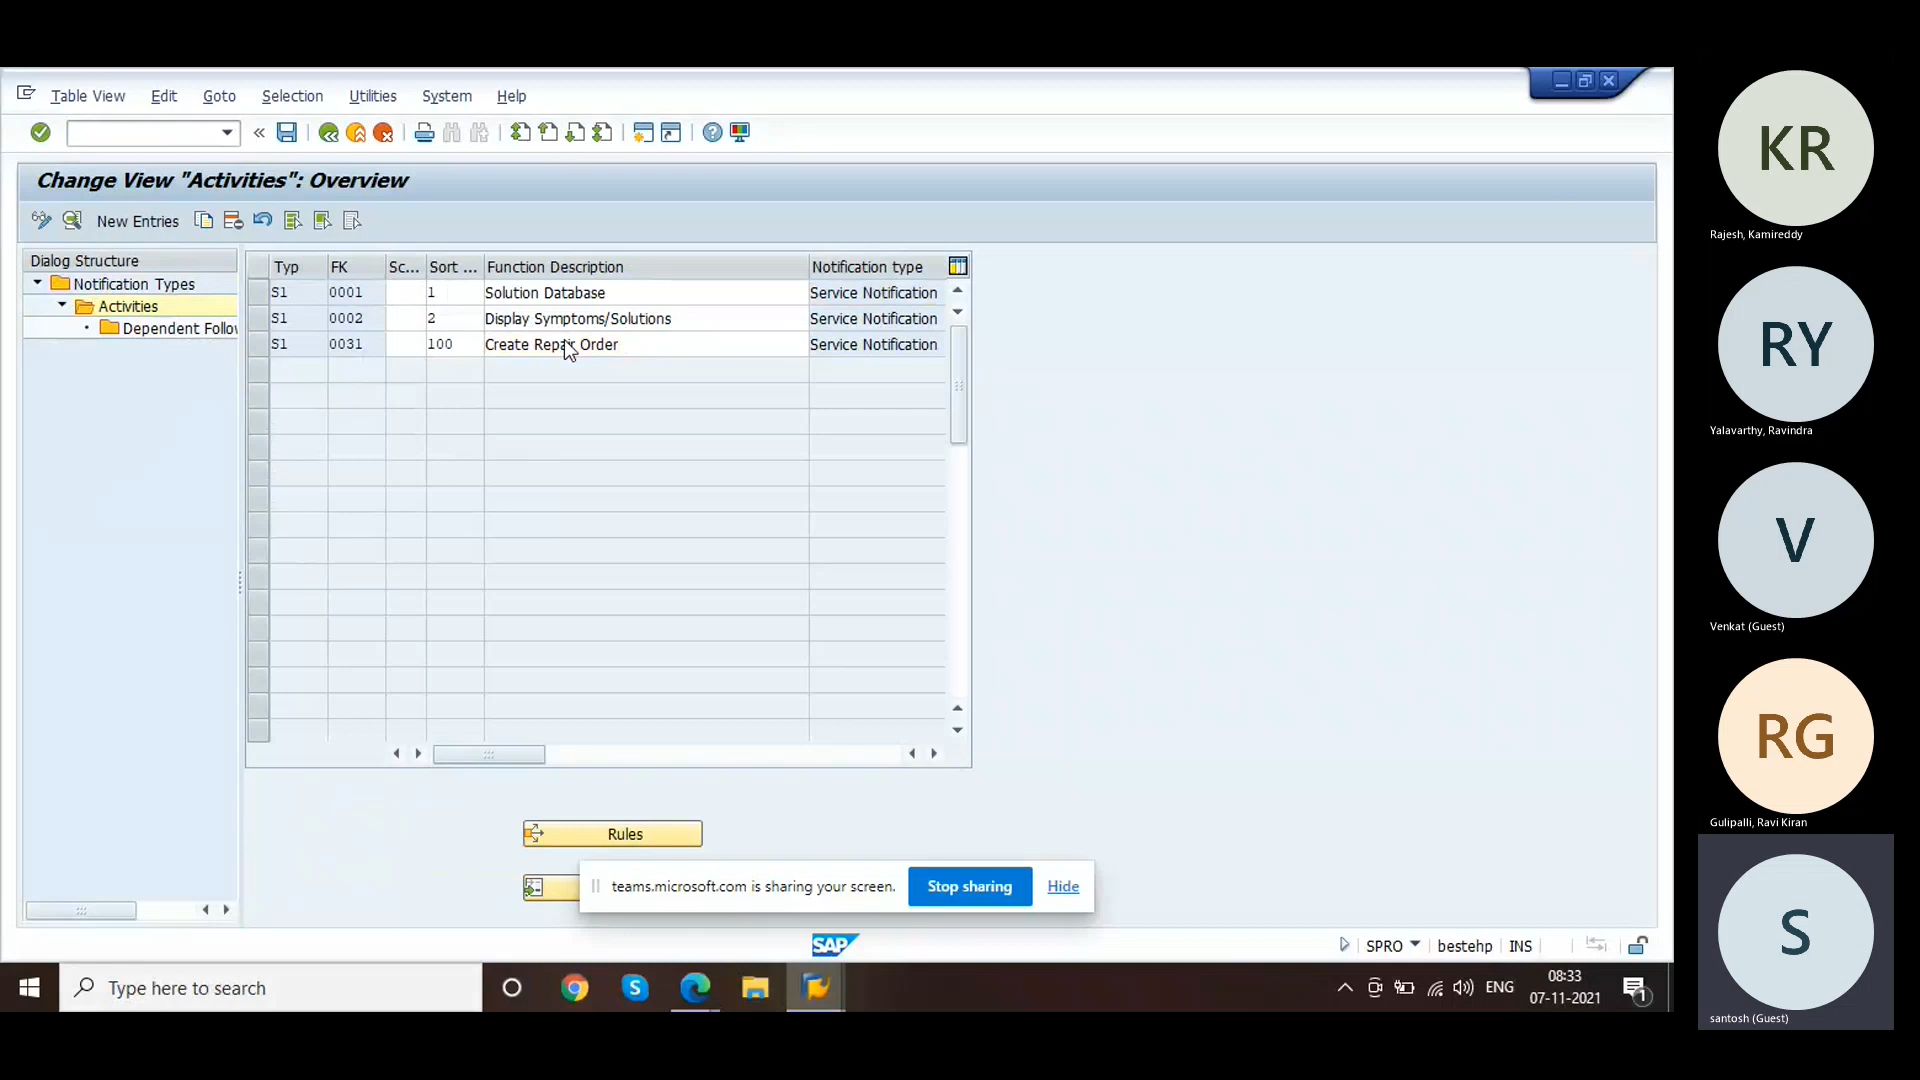 Table View Edit Goto Selection Utilities System Help
«
Change View "Activities": Overview
New Entries
Dialog Structure
Notification Types
Activities
Dependent Follov
Typ FK Sc... Sort ... Function Description Notification type
S1 0001 1 Solution Database Service Notification
S1 0002 2 Display Symptoms/Solutions Service Notification
S1 0031 100 Create Repair Order Service Notification
Rules
teams.microsoft.com is sharing your screen. Stop sharing Hide
SAP
SPRO bestehp INS
Type here to search
S
ENG
08:33
07-11-2021
1
KR
Rajesh, Kamireddy
RY
Yalavarthy, Ravindra
V
Venkat (Guest)
RG
Gulipalli, Ravi Kiran
S
santosh (Guest)